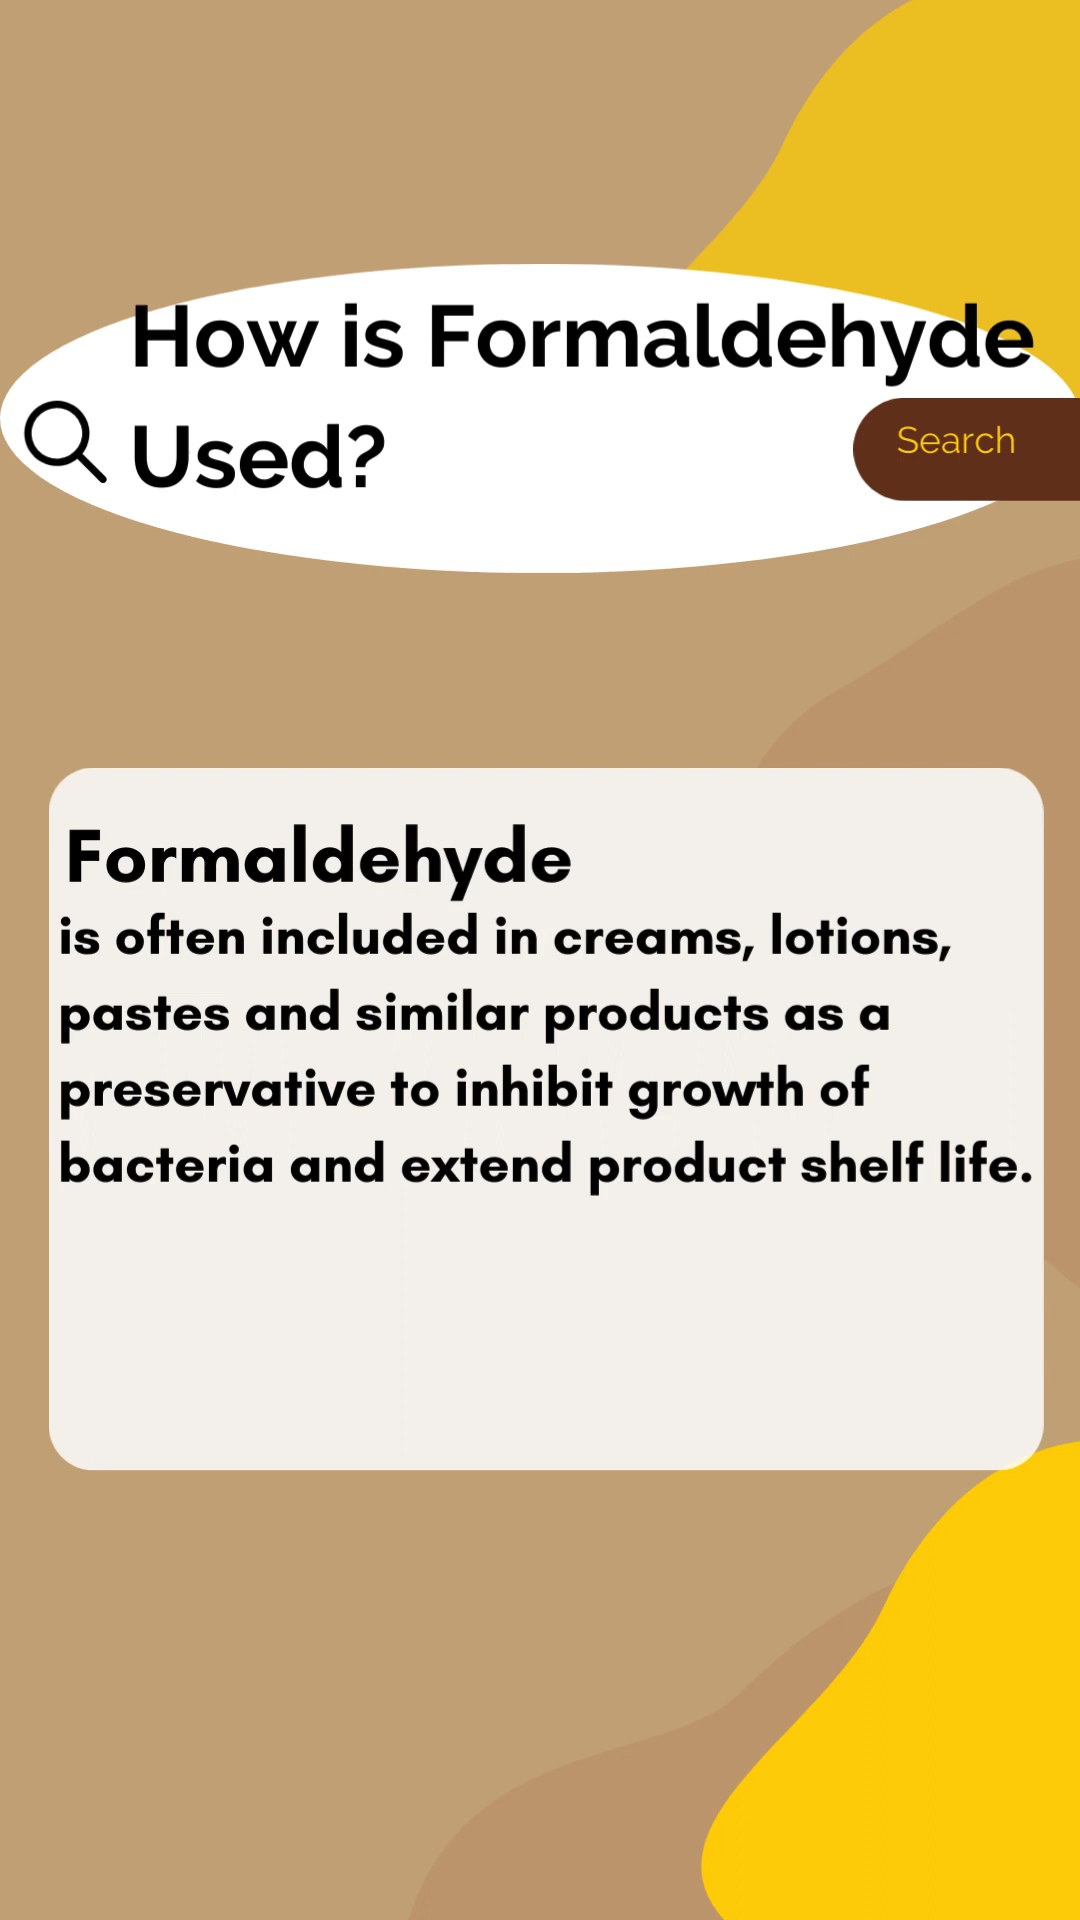 How is Formaldehyde
Used?
Search
Formaldehyde
is often included in creams, lotions,
pastes and similar products as a
preservative to inhibit growth of
bacteria and extend product shelf life.